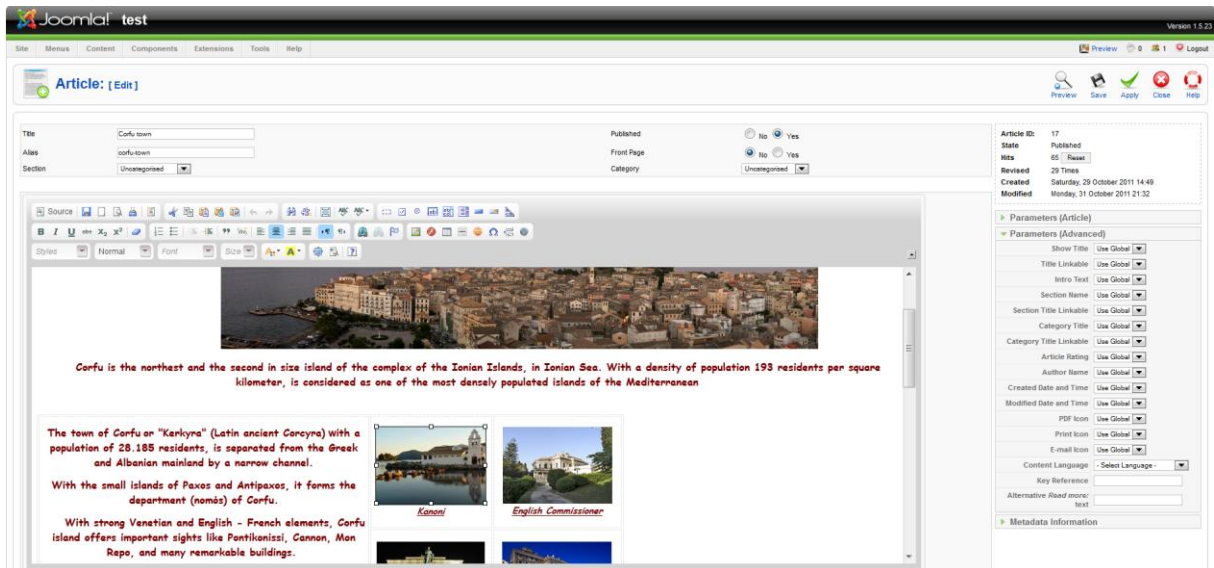 Joomla! test
Version 1.5.23
Site Menus Content Components Extensions Tools Help
Preview 0 1 Logout
Article: [ Edit ]
Preview Save Apply Close Help
Title Corfu town Published No Yes
Alias corfu-town Front Page No Yes
Section Uncategorised Category Uncategorised
Article ID: 17
State Published
Hits 65 Reset
Revised 29 Times
Created Saturday, 29 October 2011 14:49
Modified Monday, 31 October 2011 21:32
Source
B I U abc X₂ X²
Styles Normal Font Size
Corfu is the northest and the second in size island of the complex of the Ionian Islands, in Ionian Sea. With a density of population 193 residents per square
kilometer, is considered as one of the most densely populated islands of the Mediterranean
The town of Corfu or "Kerkyra" (Latin ancient Corcyra) with a
population of 28.185 residents, is separated from the Greek
and Albanian mainland by a narrow channel.
With the small islands of Paxos and Antipaxos, it forms the
department (nomós) of Corfu.
With strong Venetian and English - French elements, Corfu
island offers important sights like Pontikonissi, Cannon, Mon
Repo, and many remarkable buildings.
Kanoni
English Commissioner
Parameters (Article)
Parameters (Advanced)
Show Title Use Global
Title Linkable Use Global
Intro Text Use Global
Section Name Use Global
Section Title Linkable Use Global
Category Title Use Global
Category Title Linkable Use Global
Article Rating Use Global
Author Name Use Global
Created Date and Time Use Global
Modified Date and Time Use Global
PDF Icon Use Global
Print Icon Use Global
E-mail Icon Use Global
Content Language - Select Language -
Key Reference
Alternative Read more:
text
Metadata Information